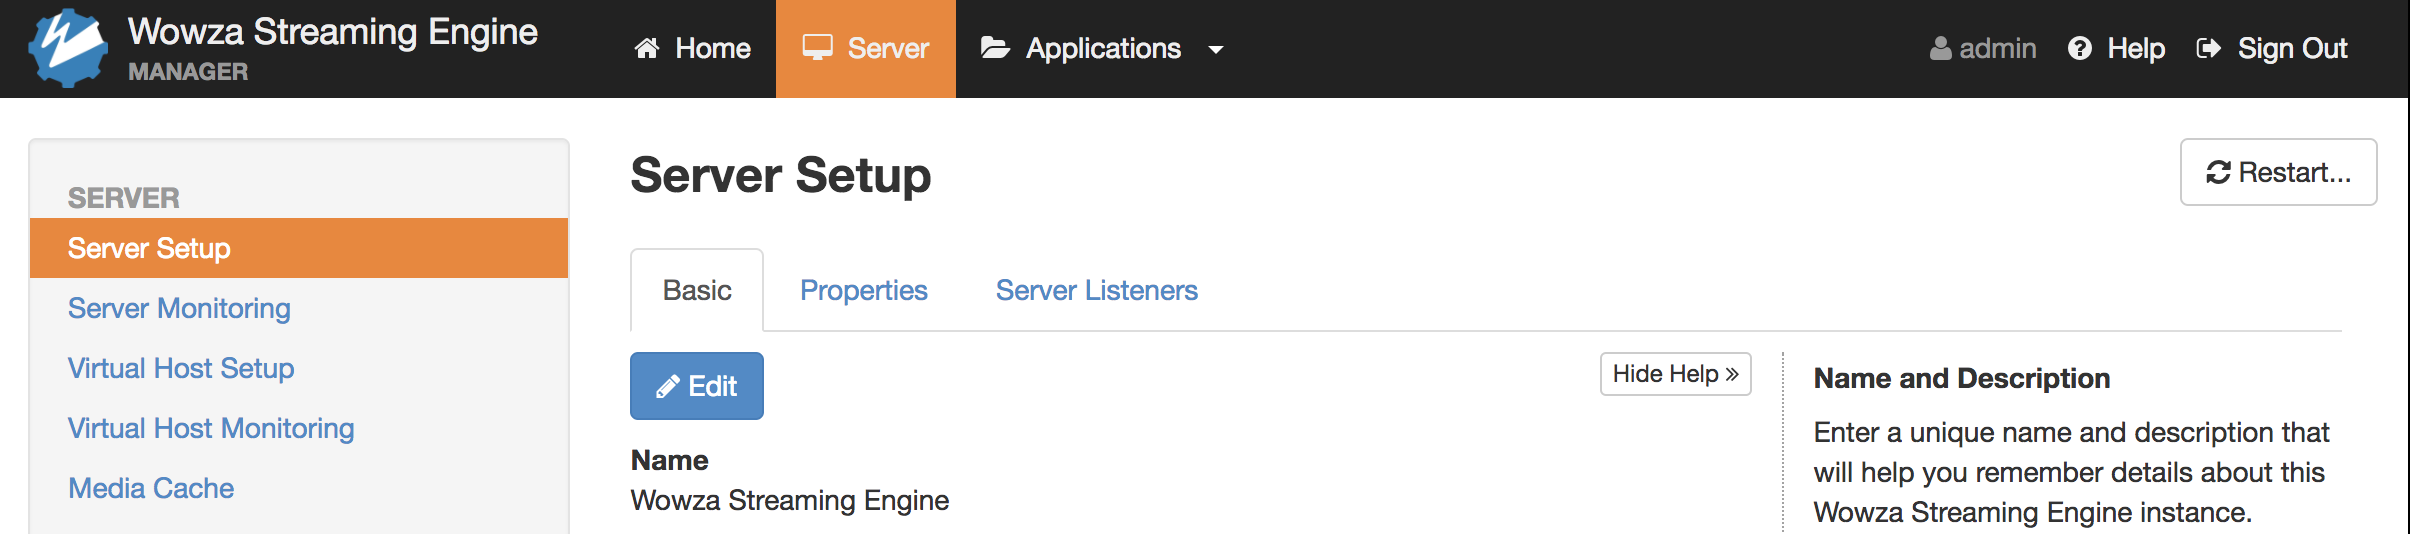 Wowza Streaming Engine
MANAGER
Home
Server
Applications
admin
Help
Sign Out
SERVER
Server Setup
Server Monitoring
Virtual Host Setup
Virtual Host Monitoring
Media Cache
Server Setup
Restart...
Basic
Properties
Server Listeners
Edit
Hide Help »
Name
Wowza Streaming Engine
Name and Description
Enter a unique name and description that
will help you remember details about this
Wowza Streaming Engine instance.